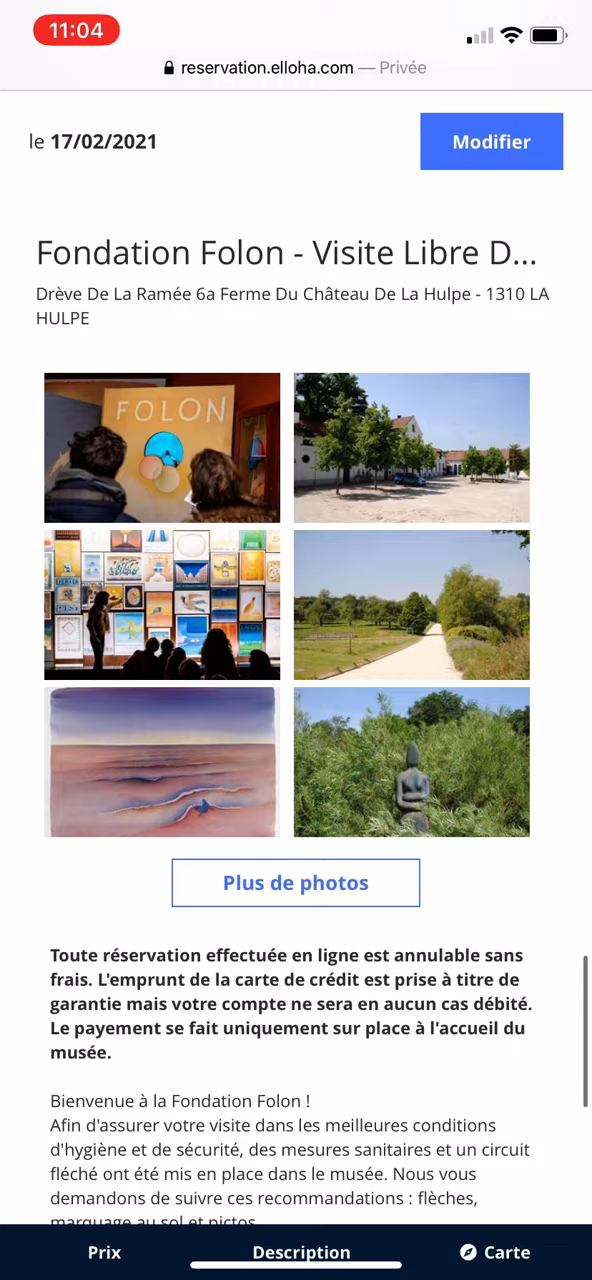 11:04
reservation.elloha.com — Privée
le 17/02/2021
Modifier
Fondation Folon - Visite Libre D...
Drève De La Ramée 6a Ferme Du Château De La Hulpe - 1310 LA
HULPE
FOLON
Plus de photos
Toute réservation effectuée en ligne est annulable sans
frais. L'emprunt de la carte de crédit est prise à titre de
garantie mais votre compte ne sera en aucun cas débité.
Le payement se fait uniquement sur place à l'accueil du
musée.
Bienvenue à la Fondation Folon !
Afin d'assurer votre visite dans les meilleures conditions
d'hygiène et de sécurité, des mesures sanitaires et un circuit
fléché ont été mis en place dans le musée. Nous vous
demandons de suivre ces recommandations : flèches,
marquage au sol et pictos
Prix
Description
Carte